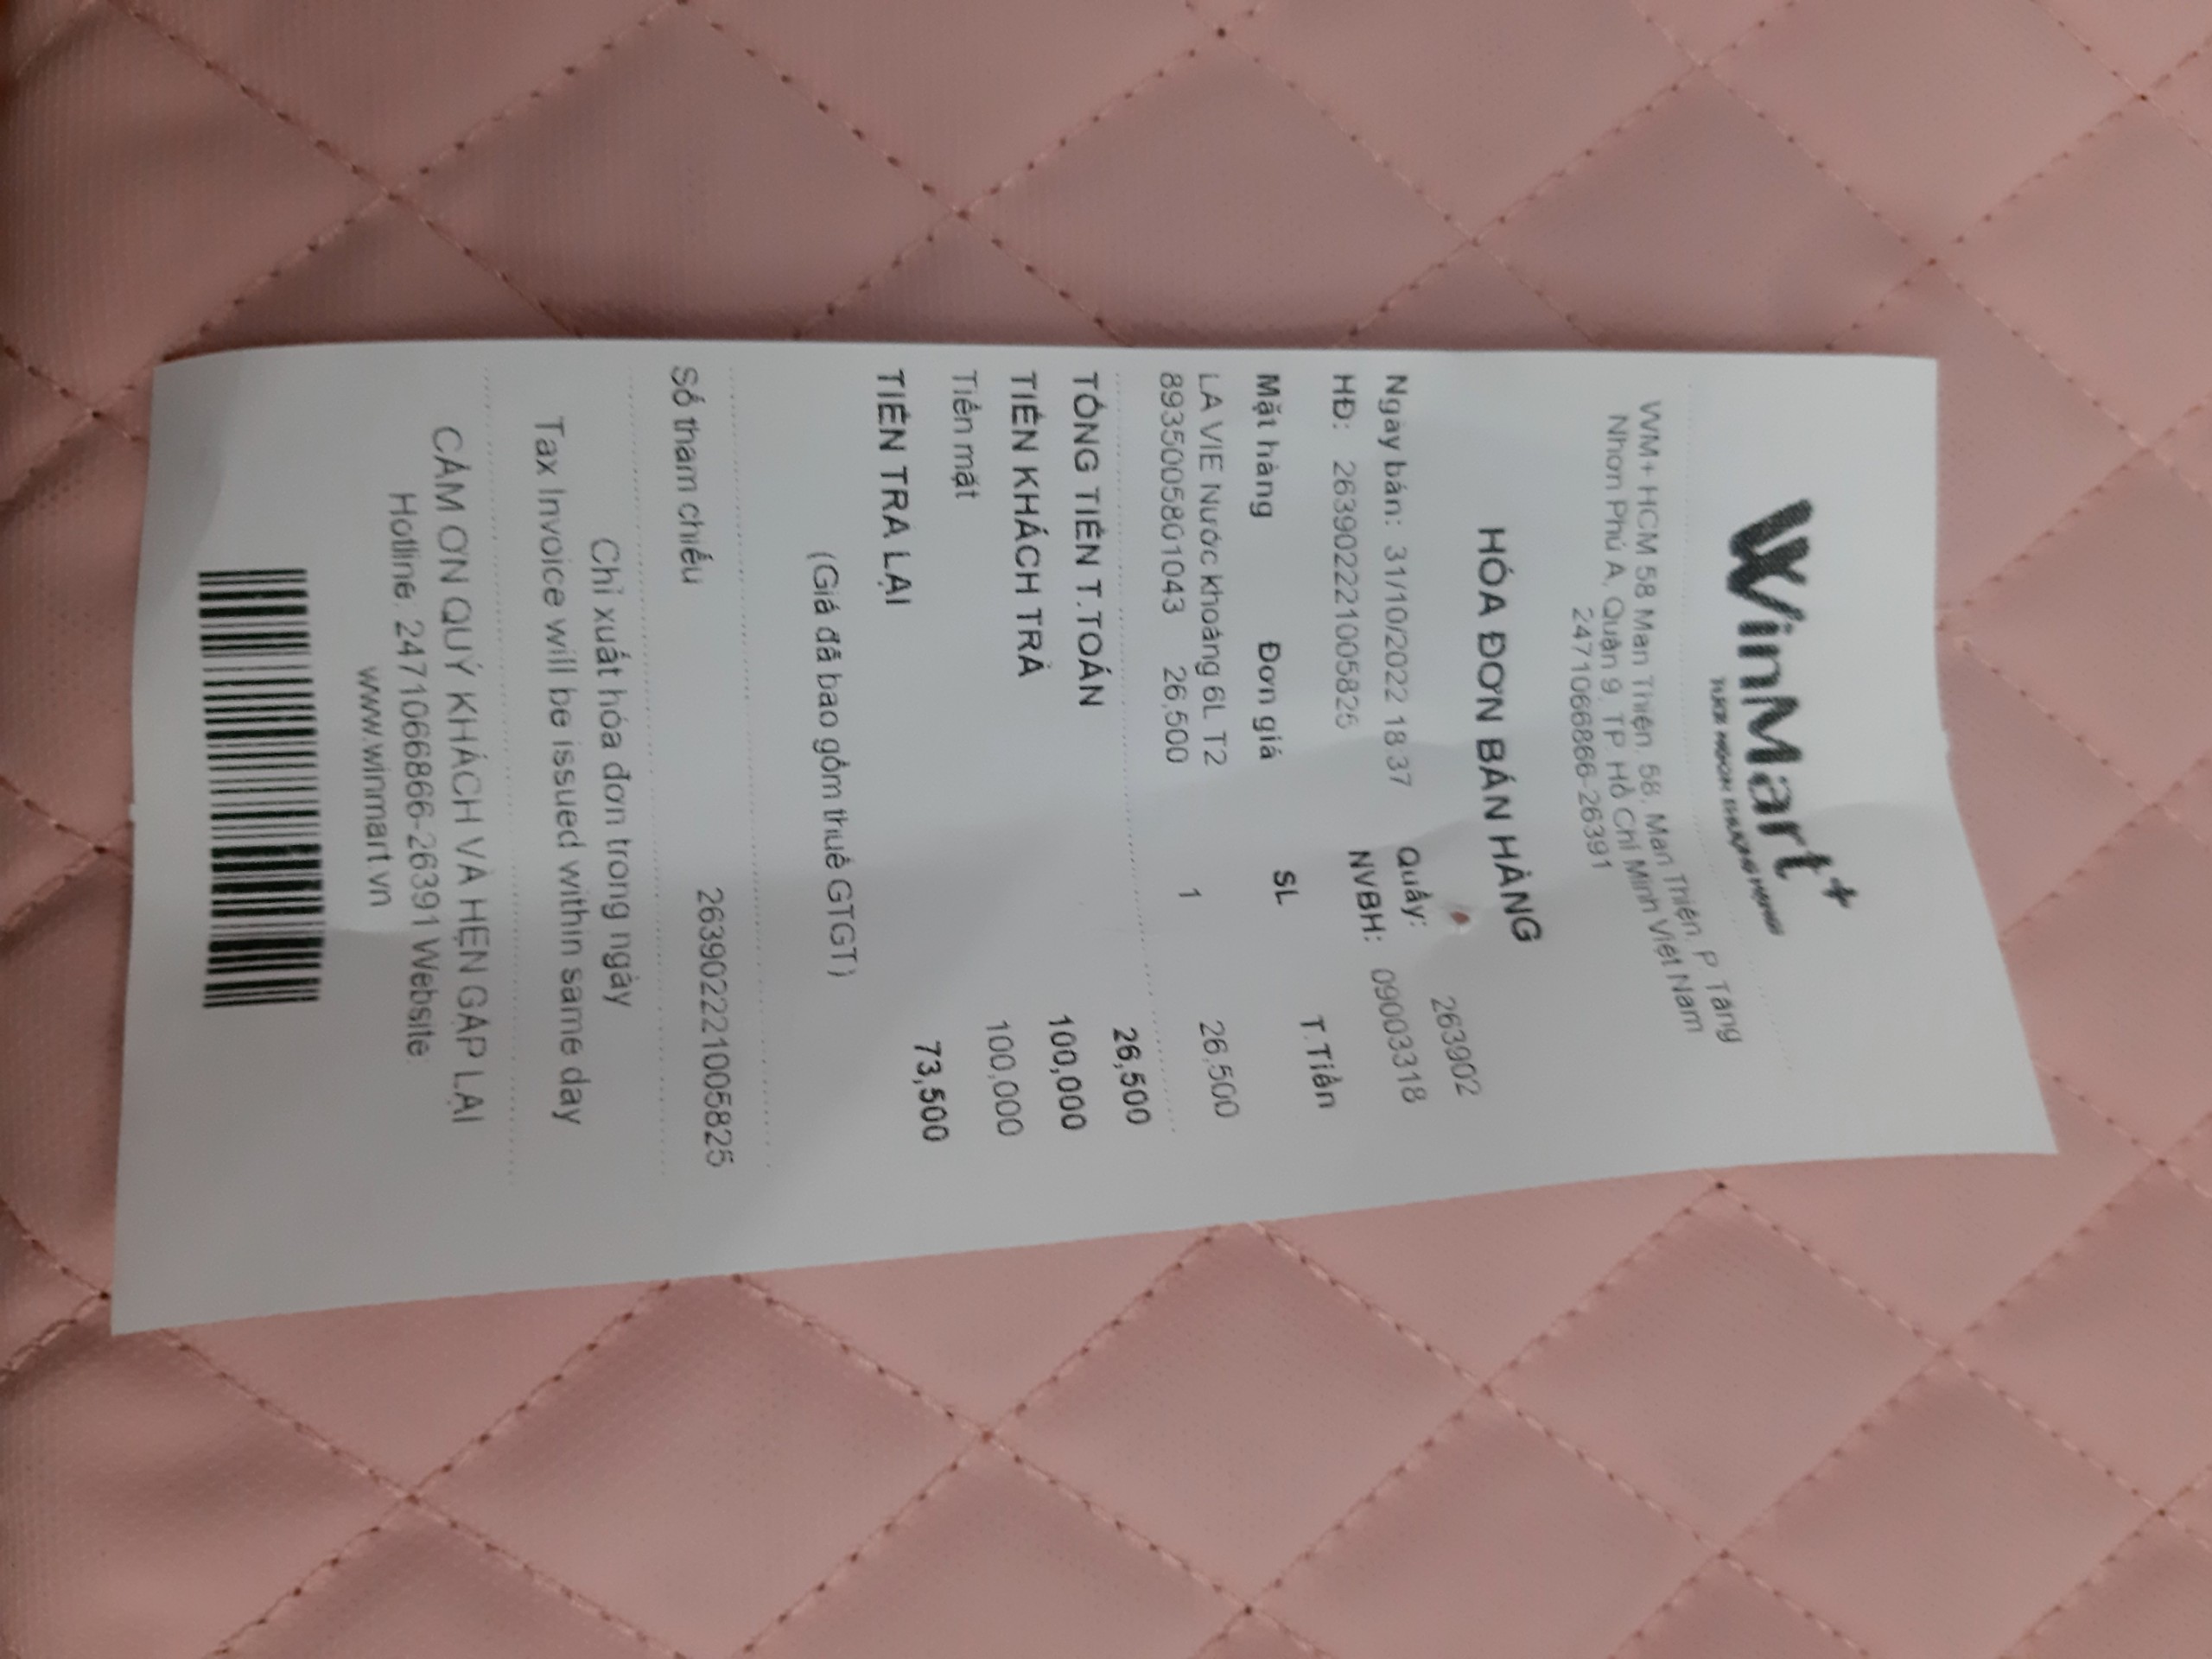 WinMart+
TƯƠI NGON THƯỢNG HẠNG!
WM+ HCM 58 Man Thiện, 58, Man Thiện, P. Tăng
Nhơn Phú A, Quận 9, TP. Hồ Chí Minh Việt Nam
2471066866-26391
HÓA ĐƠN BÁN HÀNG
Ngày bán: 31/10/2022 18:37 Quầy: 263902
HĐ: 263902221005825 NVBH: 09003318
Mặt hàng Đơn giá SL T.Tiền
LA VIE Nước khoáng 6L T2
8935005801043 26,500 1 26,500
TỔNG TIỀN T.TOÁN 26,500
TIỀN KHÁCH TRẢ 100,000
Tiền mặt 100,000
TIỀN TRẢ LẠI 73,500
(Giá đã bao gồm thuế GTGT)
Số tham chiếu 263902221005825
Chỉ xuất hóa đơn trong ngày
Tax Invoice will be issued within same day
CẢM ƠN QUÝ KHÁCH VÀ HẸN GẶP LẠI
Hotline: 2471066866-26391 Website:
www.winmart.vn